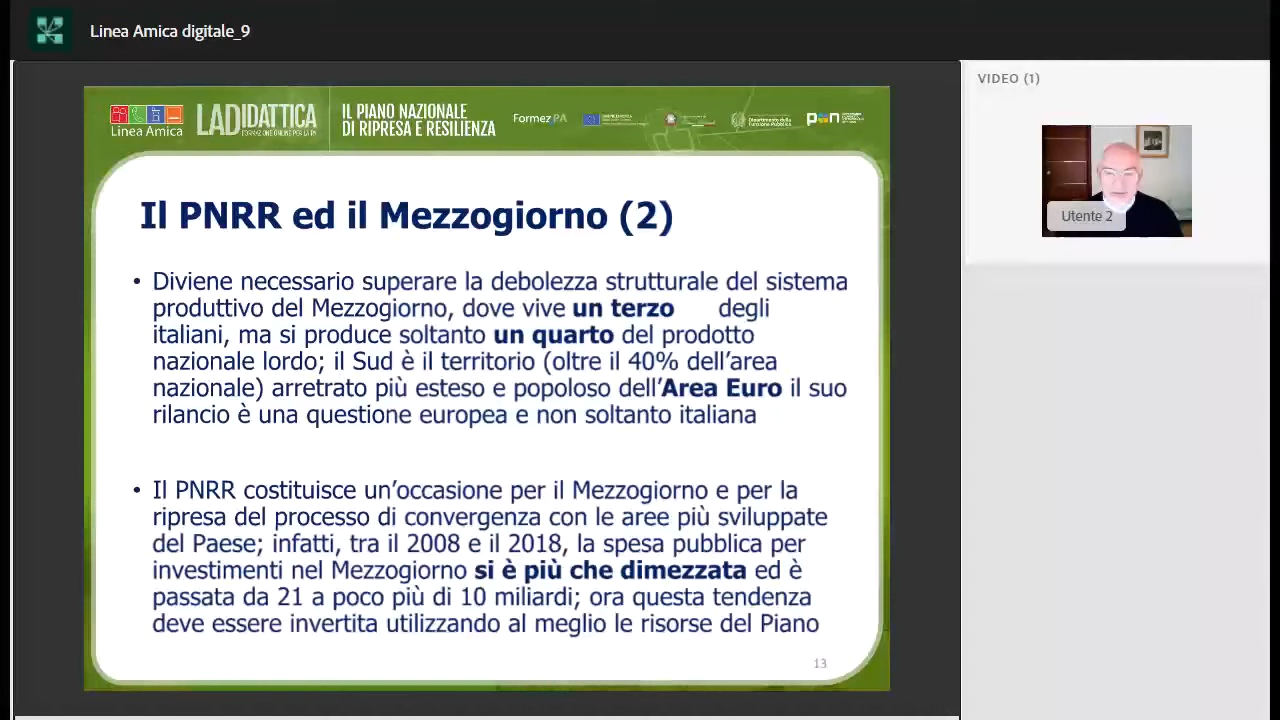 Linea Amica digitale_9
VIDEO (1)
Utente 2
Linea Amica
LADIDATTICA
IL PIANO NAZIONALE
DI RIPRESA E RESILIENZA
FormezPA
Dipartimento della
Funzione Pubblica
Il PNRR ed il Mezzogiorno (2)
• Diviene necessario superare la debolezza strutturale del sistema
produttivo del Mezzogiorno, dove vive un terzo degli
italiani, ma si produce soltanto un quarto del prodotto
nazionale lordo; il Sud è il territorio (oltre il 40% dell’area
nazionale) arretrato più esteso e popoloso dell’Area Euro il suo
rilancio è una questione europea e non soltanto italiana
• Il PNRR costituisce un’occasione per il Mezzogiorno e per la
ripresa del processo di convergenza con le aree più sviluppate
del Paese; infatti, tra il 2008 e il 2018, la spesa pubblica per
investimenti nel Mezzogiorno si è più che dimezzata ed è
passata da 21 a poco più di 10 miliardi; ora questa tendenza
deve essere invertita utilizzando al meglio le risorse del Piano
13